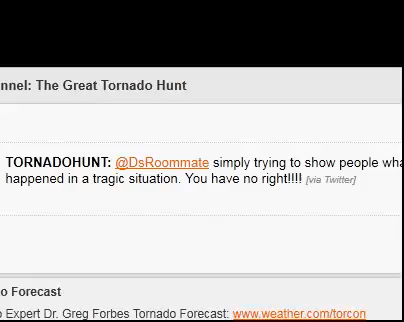 nnel: The Great Tornado Hunt
TORNADOHUNT: @DsRoommate simply trying to show people wha
happened in a tragic situation. You have no right!!!! [via Twitter]
o Forecast
o Expert Dr. Greg Forbes Tornado Forecast: www.weather.com/torcon